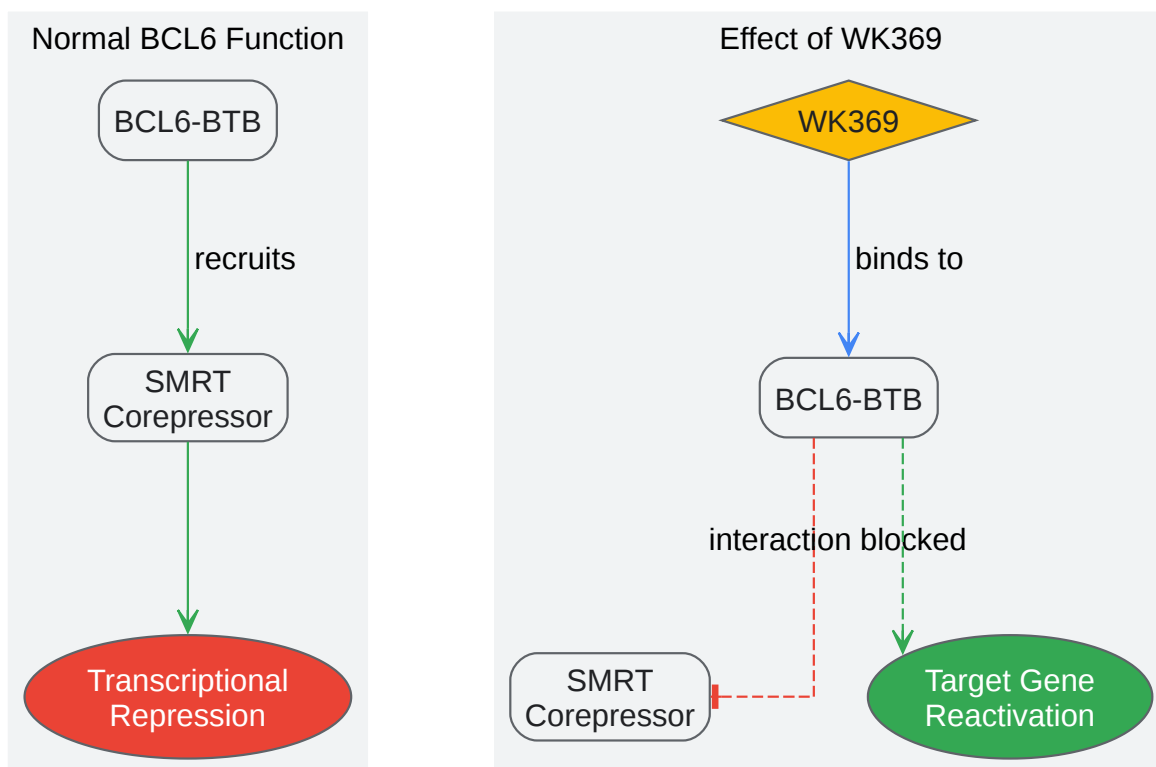 Normal BCL6 Function
BCL6-BTB
recruits
SMRT
Corepressor
Transcriptional
Repression
Effect of WK369
WK369
binds to
BCL6-BTB
interaction blocked
SMRT
Corepressor
Target Gene
Reactivation